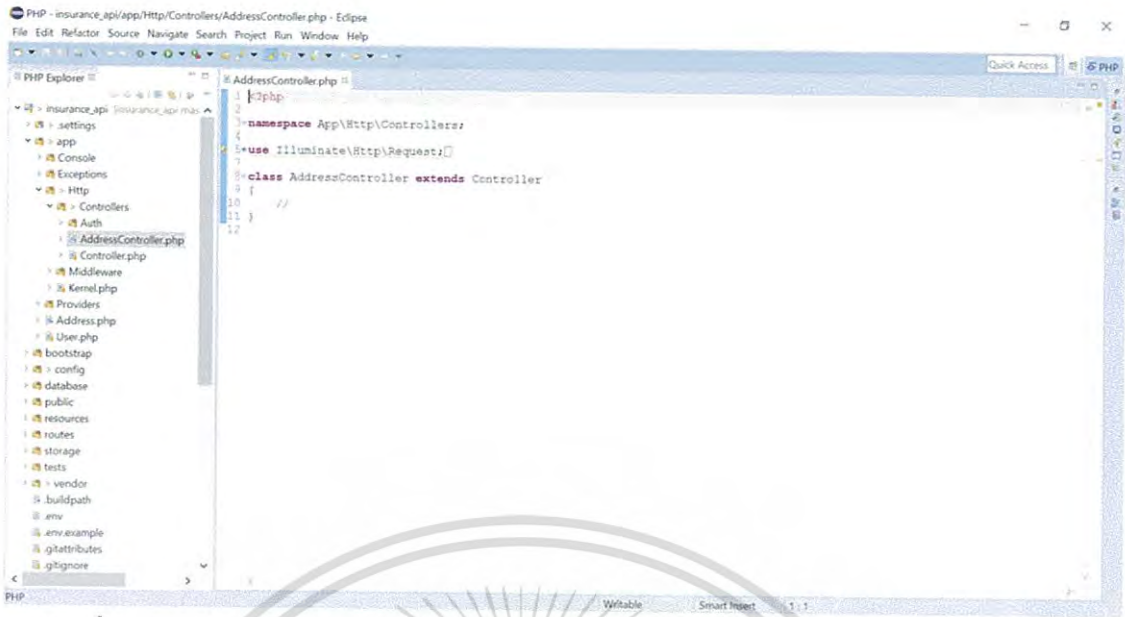 PHP - insurance_api/app/Http/Controllers/AddressController.php - Eclipse
File Edit Refactor Source Navigate Search Project Run Window Help
Quick Access
PHP
PHP Explorer
AddressController.php
> insurance_api [insurance_api mas
> .settings
> app
Console
Exceptions
> Http
> Controllers
Auth
AddressController.php
Controller.php
Middleware
Kernel.php
Providers
Address.php
User.php
bootstrap
> config
database
public
resources
routes
storage
tests
> vendor
.buildpath
.env
.env.example
.gitattributes
.gitignore
1 <?php
2
3 namespace App\Http\Controllers;
4
5 use Illuminate\Http\Request;
7
8 class AddressController extends Controller
9 {
10 //
11 }
12
PHP
Writable
Smart Insert
1 : 1